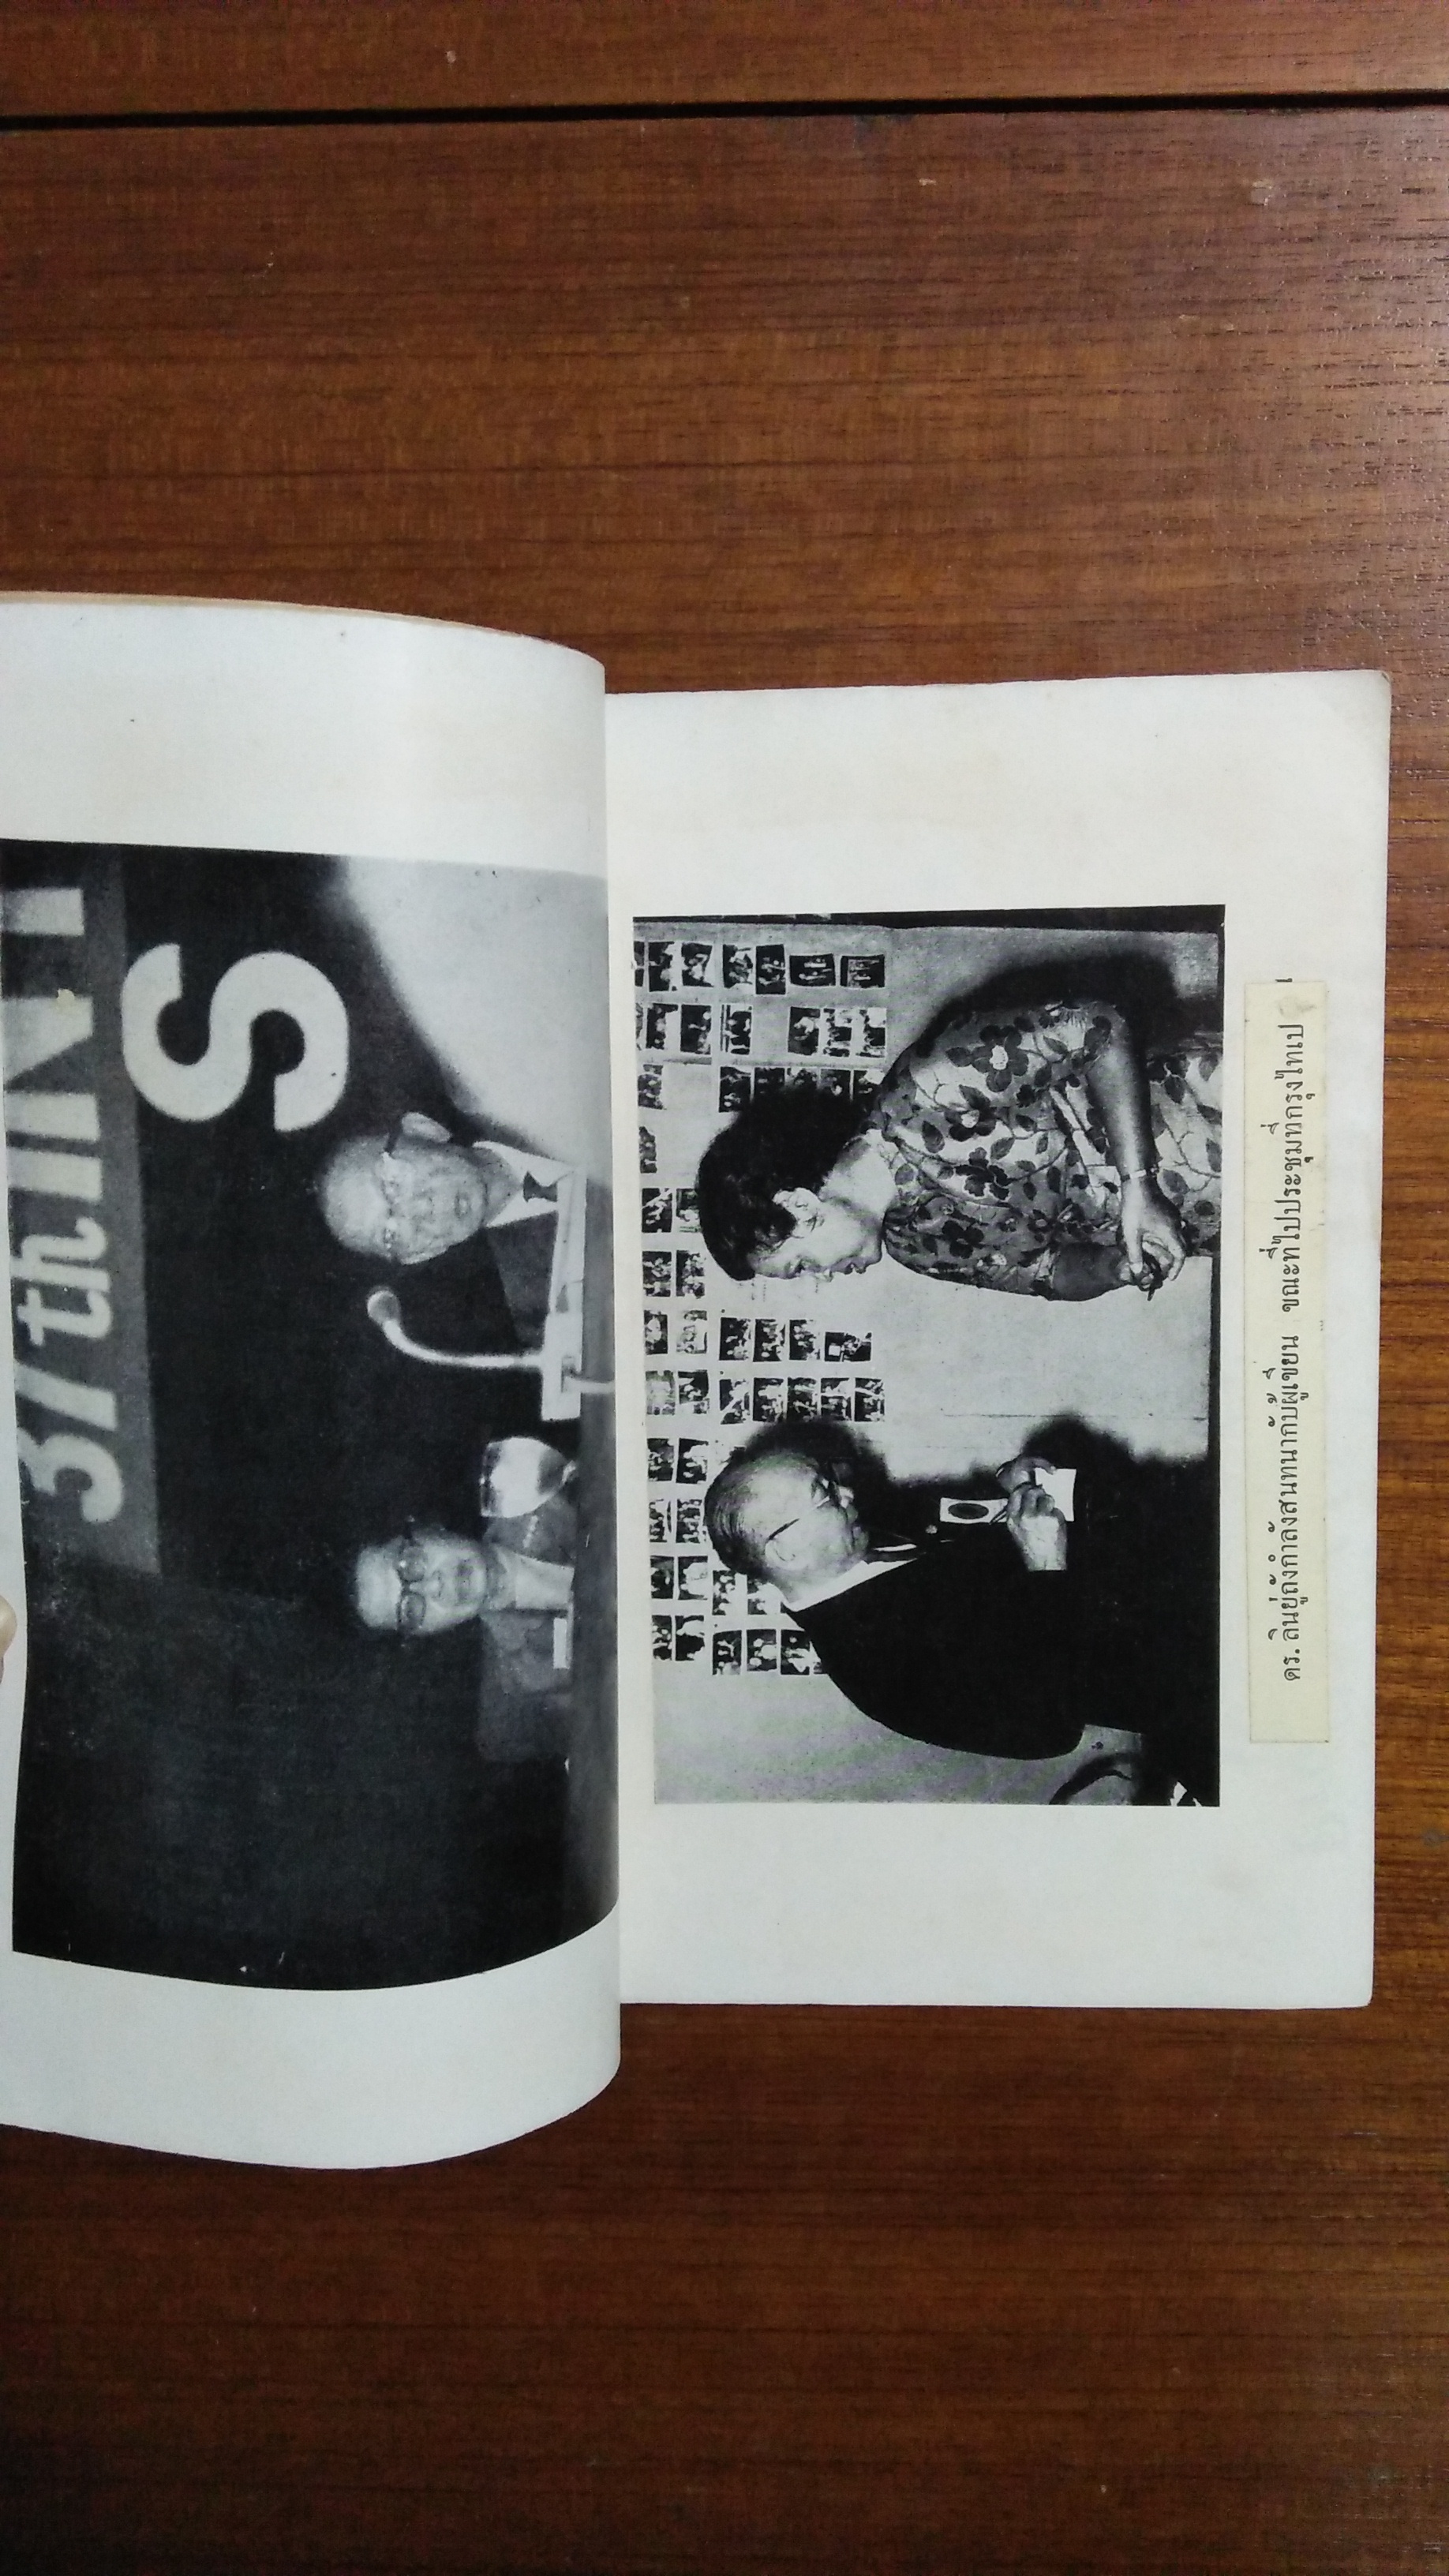 37th INT
S
ดร. ลินยู่ถังกำลังสนทนากับผู้เขียน ขณะที่ไปประชุมที่กรุงไทเป